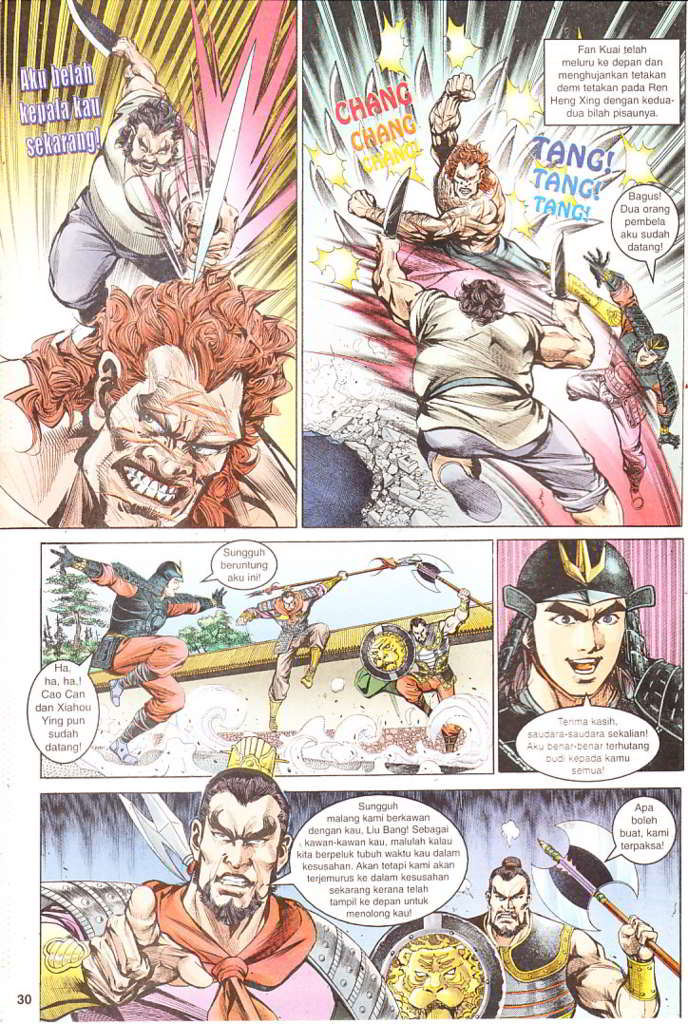 Aku belah
kepala kau
sekarang!
Fan Kuai telah
meluru ke depan dan
menghujankan tetakan
demi tetakan pada Ren
Heng Xing dengan kedua-
dua bilah pisaunya.
CHANG
CHANG
CHANG!
TANG!
TANG!
TANG!
Bagus!
Dua orang
pembela
aku sudah
datang!
Sungguh
beruntung
aku ini!
Ha,
ha, ha,!
Cao Can
dan Xiahou
Ying pun sudah
datang!
Terima kasih,
saudara-saudara sekalian!
Aku benar-benar terhutang
budi kepada kamu
semua!
Sungguh
malang kami berkawan
dengan kau, Liu Bang! Sebagai
kawan-kawan kau, malulah kalau
kita berpeluk tubuh waktu kau dalam
kesusahan. Akan tetapi kami akan
terjemurus ke dalam kesusahan
sekarang kerana telah
tampil ke depan untuk
menolong kau!
Apa
boleh
buat, kami
terpaksa!
30